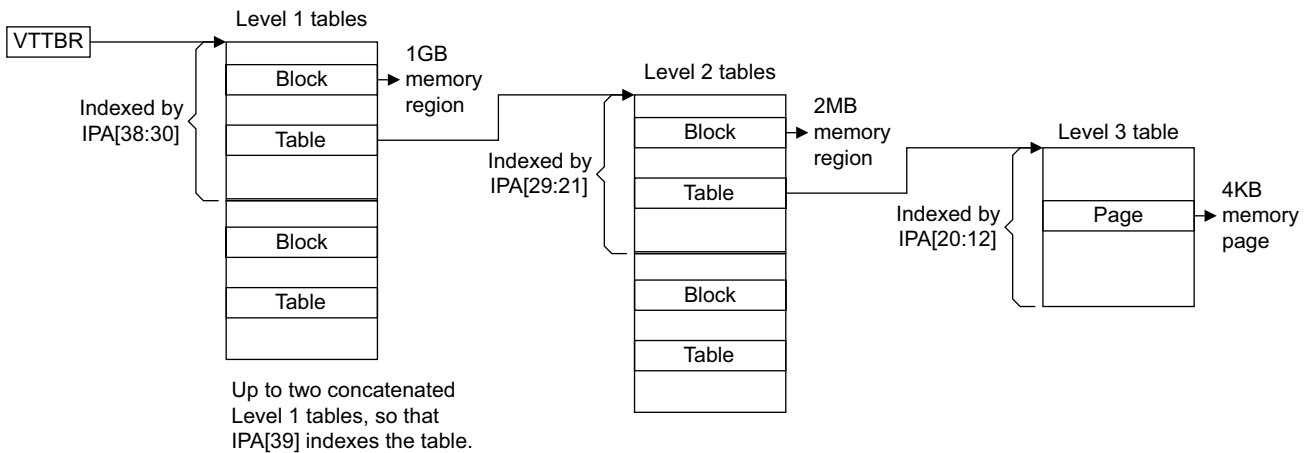 Level 1 tables
VTTBR
1GB
memory
region
Block
Indexed by
IPA[38:30]
Table
Block
Table
Up to two concatenated
Level 1 tables, so that
IPA[39] indexes the table.
Level 2 tables
2MB
memory
region
Block
Indexed by
IPA[29:21]
Table
Block
Table
Level 3 table
Indexed by
IPA[20:12]
Page
4KB
memory
page